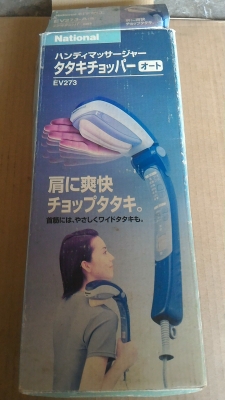 National
ハンディマッサージャー
タタキチョッパー オート
EV273
肩に爽快
チョップタタキ。
首筋には、やさしくワイドタタキも。